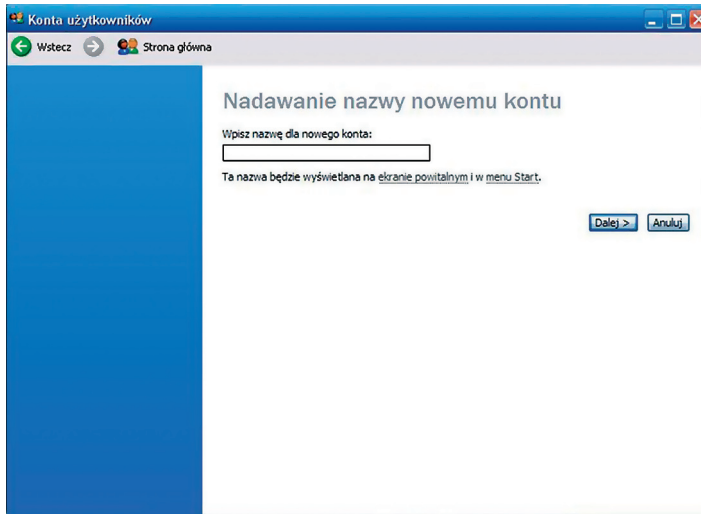 Konta użytkowników
Wstecz Strona główna
Nadawanie nazwy nowemu kontu
Wpisz nazwę dla nowego konta:
Ta nazwa będzie wyświetlana na ekranie powitalnym i w menu Start.
Dalej > Anuluj